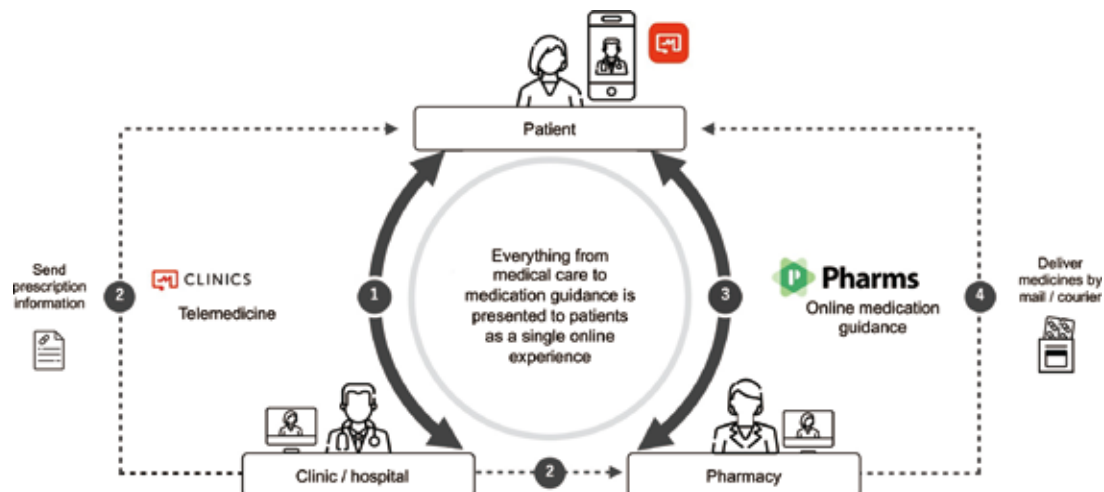 Patient
Send
prescription
information
2
CLINICS
Telemedicine
1
Everything from
medical care to
medication guidance is
presented to patients
as a single online
experience
3
P
Pharms
Online medication
guidance
4
Deliver
medicines by
mail / courier
Clinic / hospital
2
Pharmacy